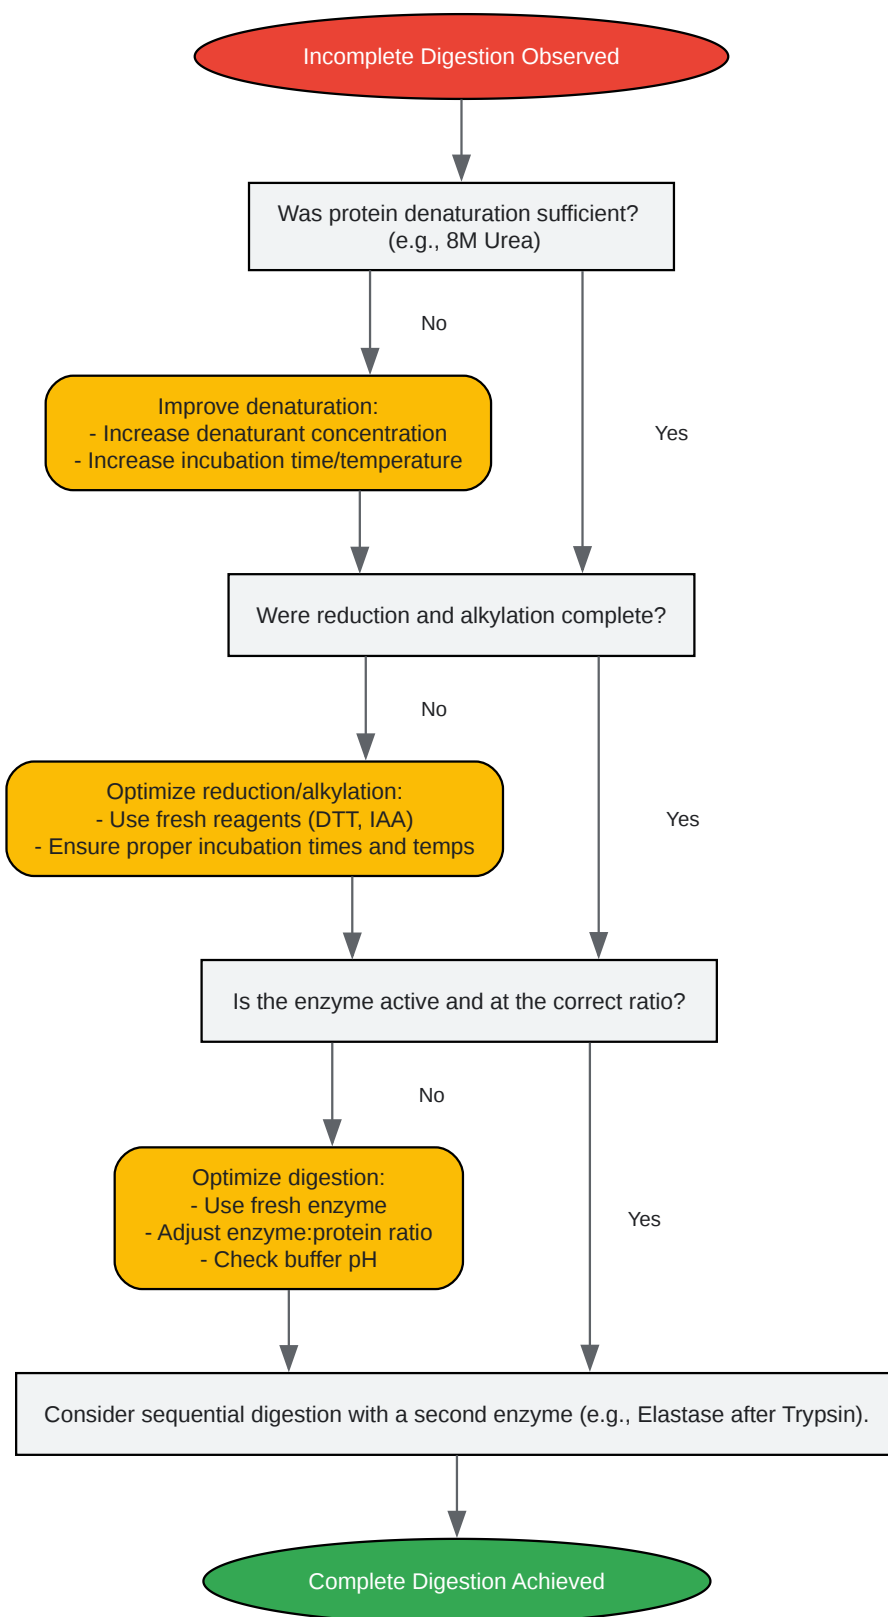 Incomplete Digestion Observed
Was protein denaturation sufficient?
(e.g., 8M Urea)
No
Improve denaturation:
- Increase denaturant concentration
- Increase incubation time/temperature
Yes
Were reduction and alkylation complete?
No
Optimize reduction/alkylation:
- Use fresh reagents (DTT, IAA)
- Ensure proper incubation times and temps
Yes
Is the enzyme active and at the correct ratio?
No
Optimize digestion:
- Use fresh enzyme
- Adjust enzyme:protein ratio
- Check buffer pH
Yes
Consider sequential digestion with a second enzyme (e.g., Elastase after Trypsin).
Complete Digestion Achieved